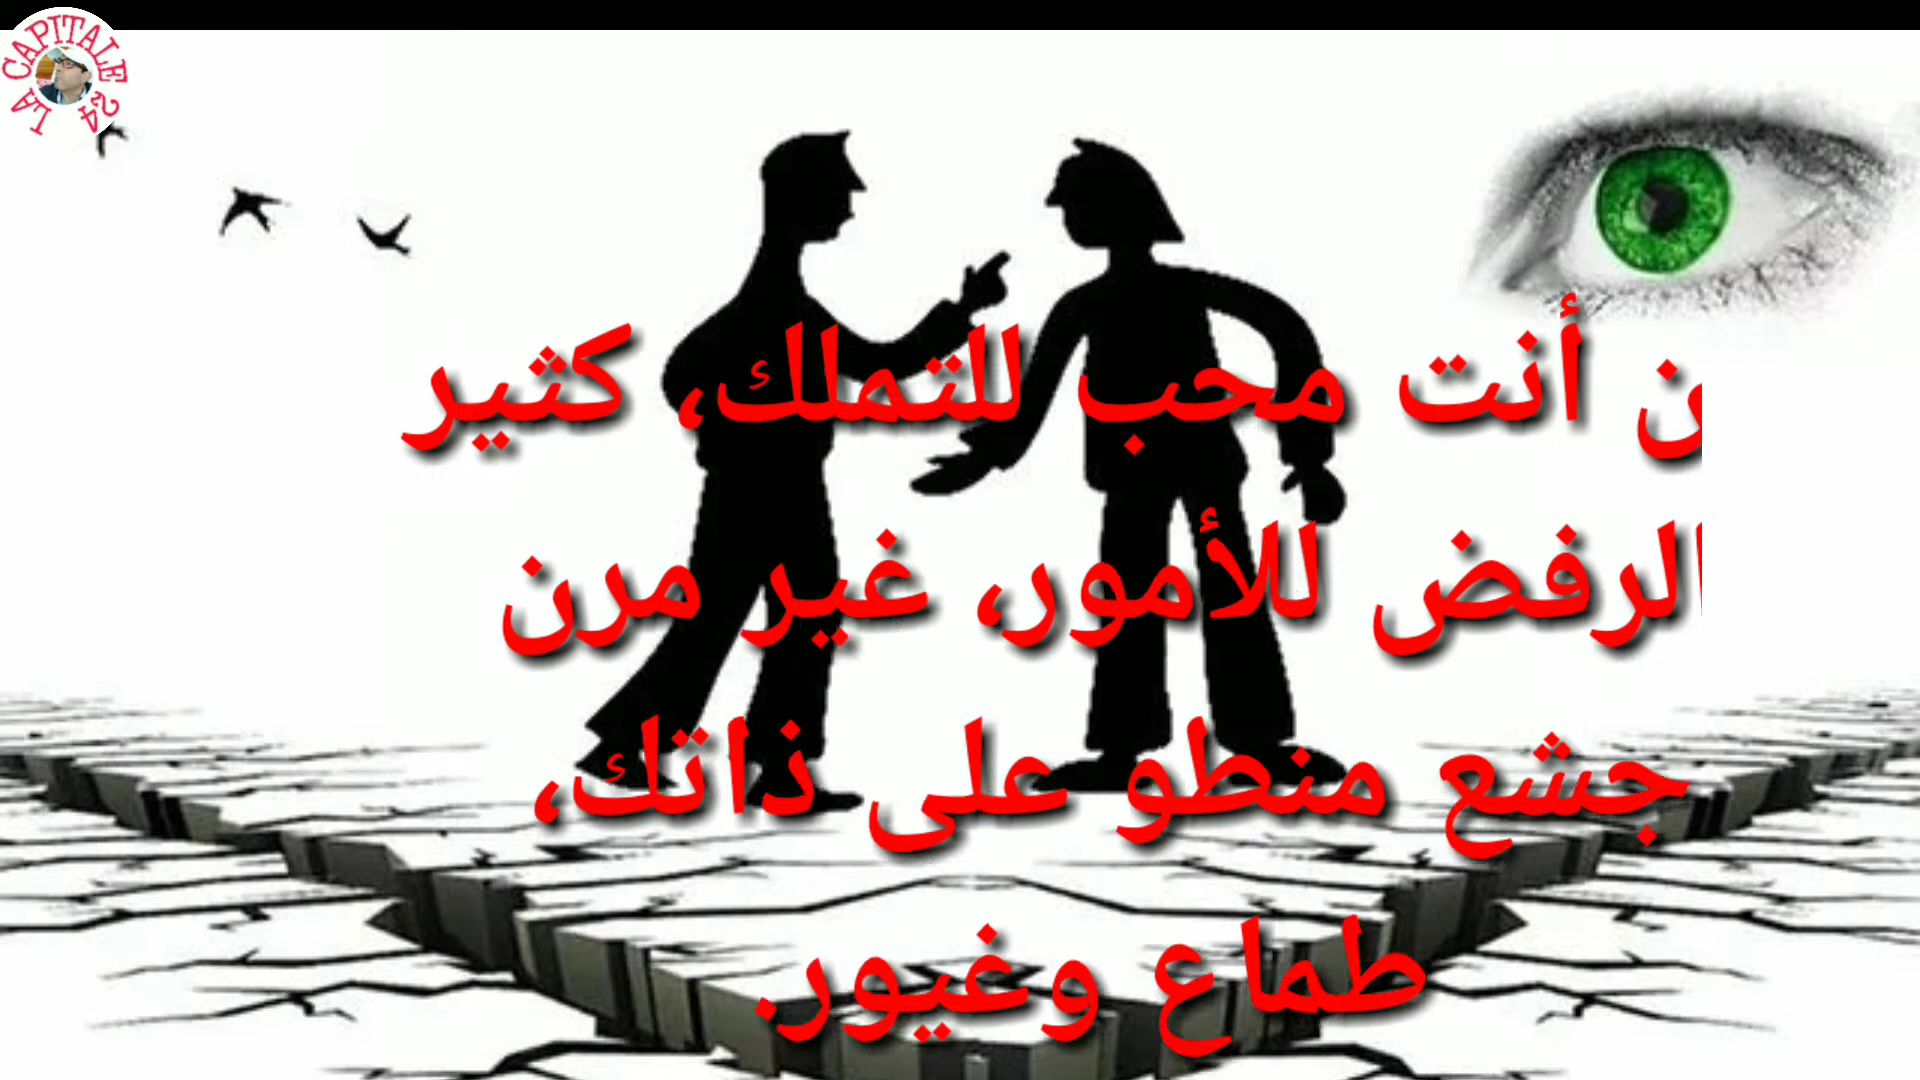 LA CAPITALE 24
أنت محب للتملك، كثير
الرفض للأمور، غير مرن
جشع منطو على ذاتك،
طماع وغيور.